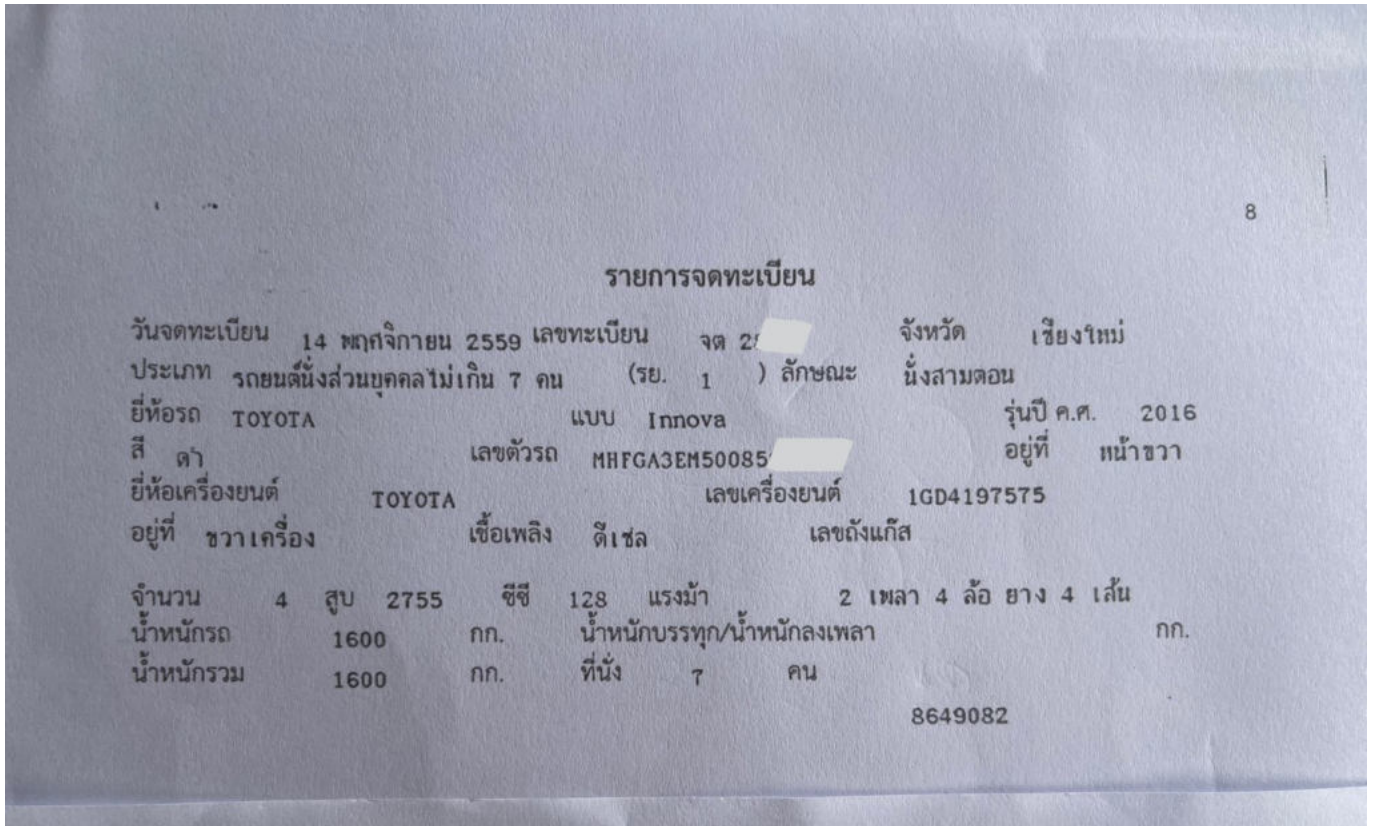 8
รายการจดทะเบียน
วันจดทะเบียน 14 พฤศจิกายน 2559 เลขทะเบียน จต 2 จังหวัด เชียงใหม่
ประเภท รถยนต์นั่งส่วนบุคคลไม่เกิน 7 คน (รย. 1 ) ลักษณะ นั่งสามตอน
ยี่ห้อรถ TOYOTA แบบ Innova รุ่นปี ค.ศ. 2016
สี ดำ เลขตัวรถ MHFGA3EM50085 อยู่ที่ หน้าขวา
ยี่ห้อเครื่องยนต์ TOYOTA เลขเครื่องยนต์ 1GD4197575
อยู่ที่ ขวาเครื่อง เชื้อเพลิง ดีเซล เลขถังแก๊ส
จำนวน 4 สูบ 2755 ซีซี 128 แรงม้า 2 เพลา 4 ล้อ ยาง 4 เส้น
น้ำหนักรถ 1600 กก. น้ำหนักบรรทุก/น้ำหนักลงเพลา กก.
น้ำหนักรวม 1600 กก. ที่นั่ง 7 คน
8649082